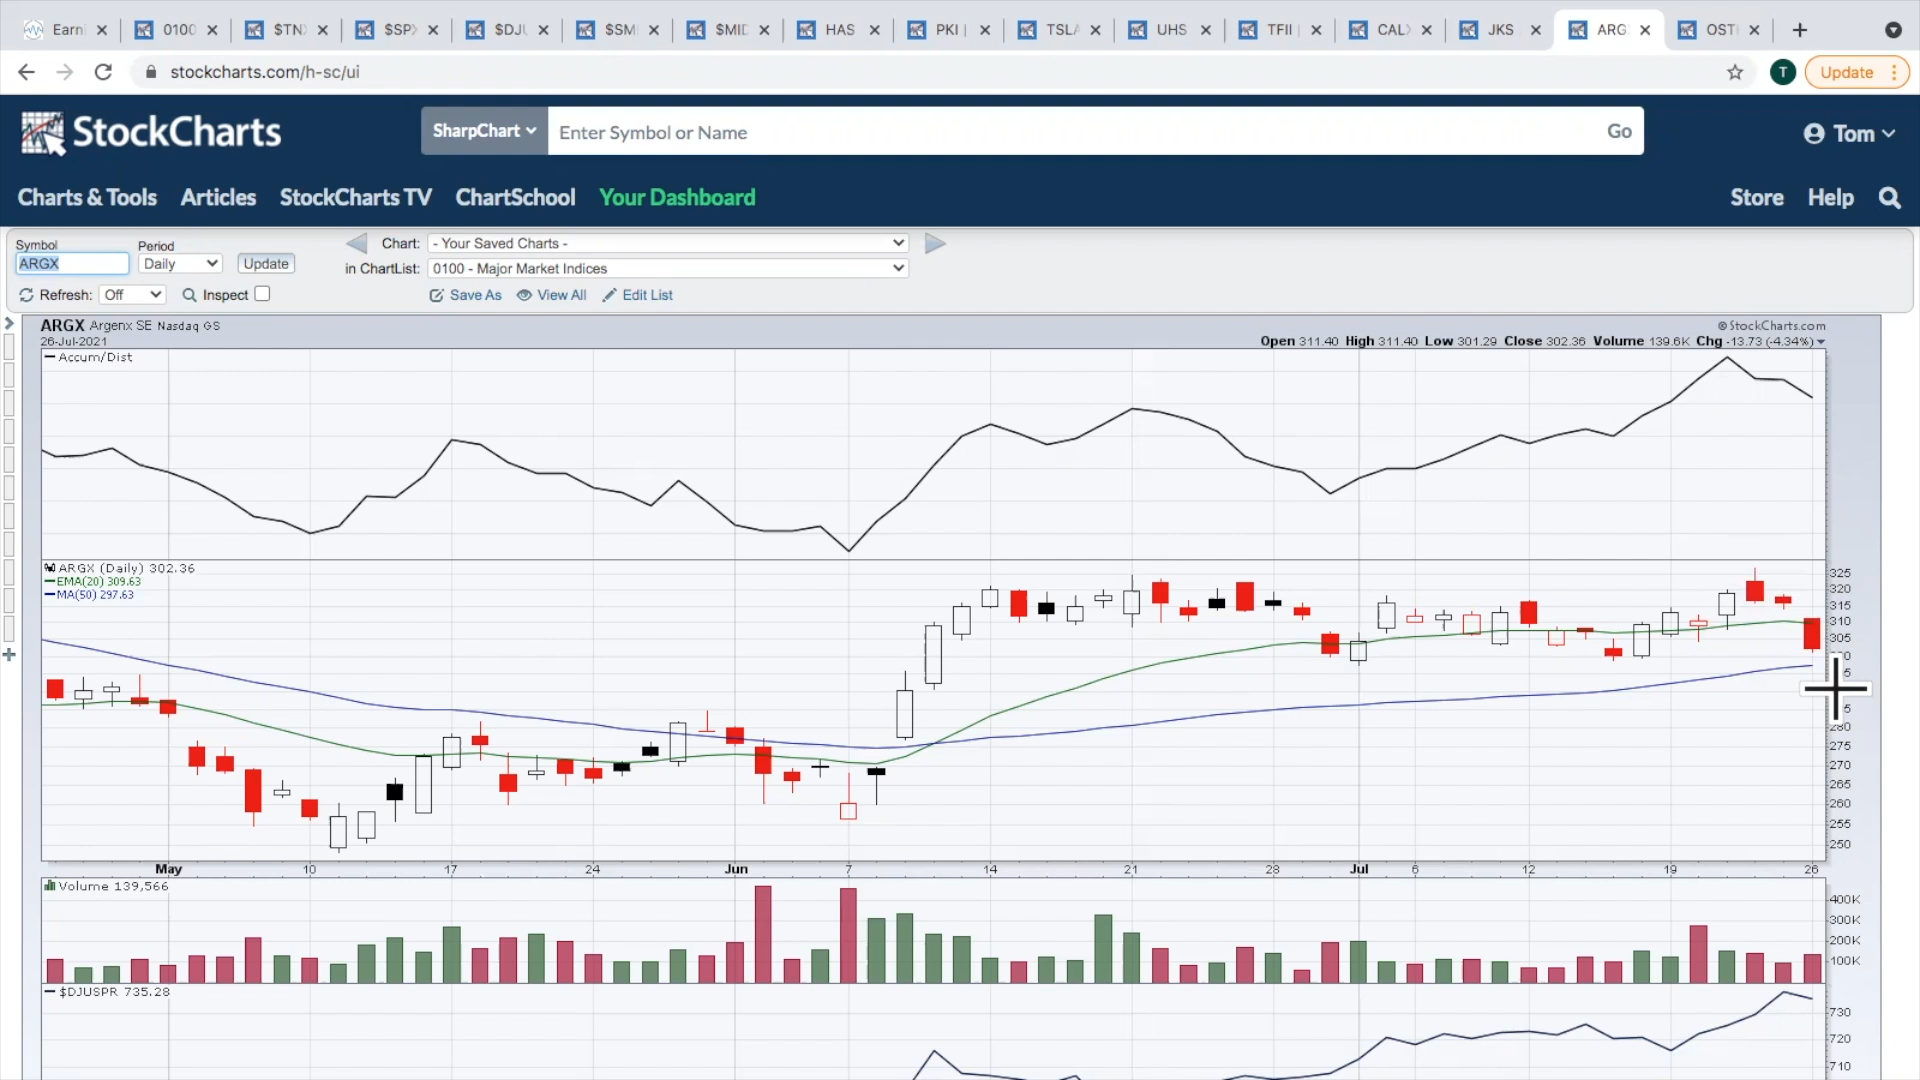 Earni
0100
$TNX
$SPX
$DJU
$SMI
$MID
HAS
PKI |
TSLA
UHS
TFII |
CALX
JKS
ARG
OSTK
stockcharts.com/h-sc/ui
T
Update
StockCharts
SharpChart
Enter Symbol or Name
Go
Tom
Charts & Tools
Articles
StockCharts TV
ChartSchool
Your Dashboard
Store
Help
Symbol
Period
ARGX
Daily
Update
Chart:
- Your Saved Charts -
in ChartList:
0100 - Major Market Indices
Refresh:
Off
Inspect
Save As
View All
Edit List
ARGX Argenx SE Nasdaq GS
© StockCharts.com
26-Jul-2021
Open 311.40 High 311.40 Low 301.29 Close 302.36 Volume 139.6K Chg -13.73 (-4.34%)
Accum/Dist
ARGX (Daily) 302.36
EMA(20) 309.63
MA(50) 297.63
325
320
315
310
305
280
275
270
265
260
255
250
May
10
17
24
Jun
7
14
21
28
Jul
6
12
19
26
Volume 139,566
400K
300K
200K
100K
$DJUSPR 735.28
730
720
710